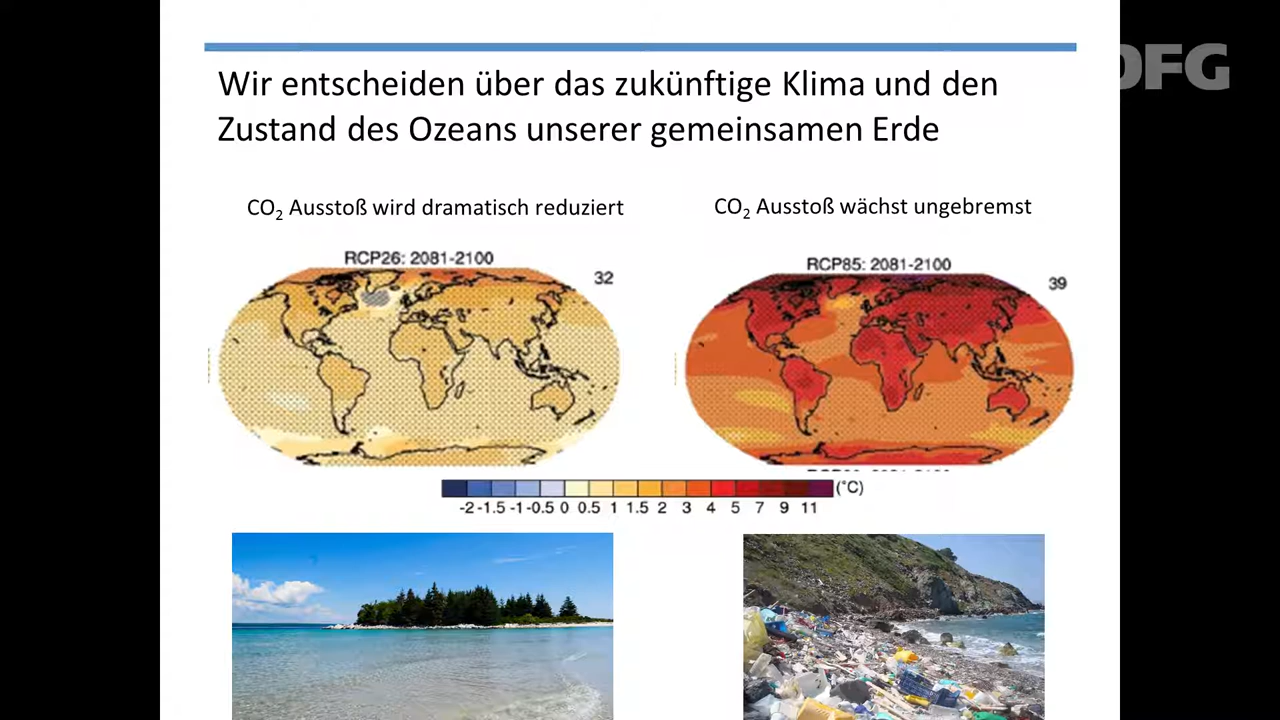 DFG
Wir entscheiden über das zukünftige Klima und den
Zustand des Ozeans unserer gemeinsamen Erde
CO2 Ausstoß wird dramatisch reduziert
CO2 Ausstoß wächst ungebremst
RCP26: 2081-2100
32
RCP85: 2081-2100
39
-2 -1.5 -1 -0.5 0 0.5 1 1.5 2 3 4 5 7 9 11
(°C)